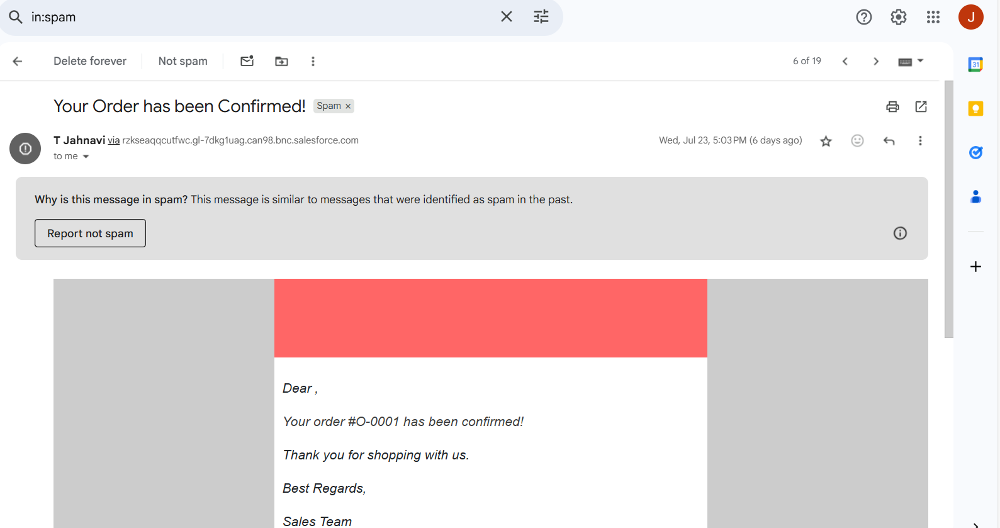 in:spam
J
Delete forever
Not spam
6 of 19
31
Your Order has been Confirmed!
Spam ×
T Jahnavi via rzkseaqqcutfwc.gl-7dkg1uag.can98.bnc.salesforce.com
Wed, Jul 23, 5:03 PM (6 days ago)
to me
Why is this message in spam? This message is similar to messages that were identified as spam in the past.
Report not spam
Dear ,
Your order #O-0001 has been confirmed!
Thank you for shopping with us.
Best Regards,
Sales Team